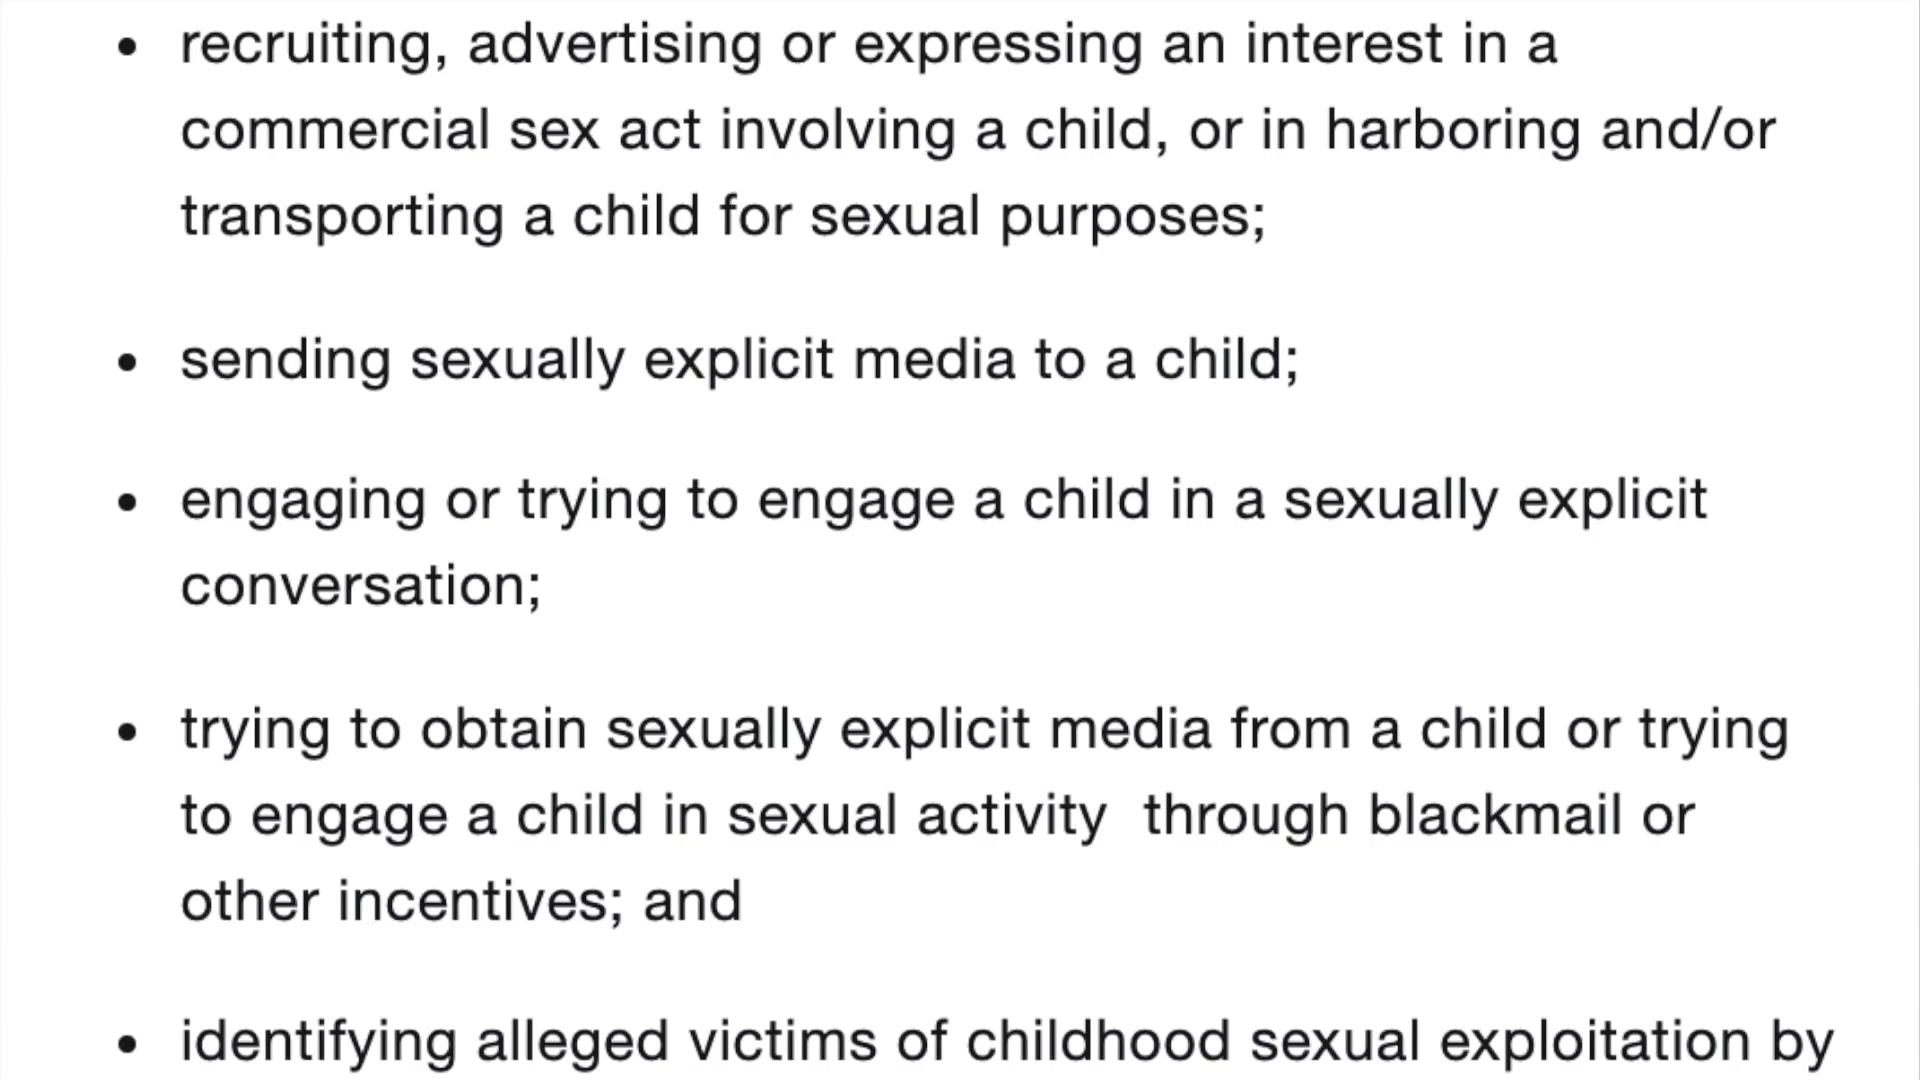 • recruiting, advertising or expressing an interest in a
commercial sex act involving a child, or in harboring and/or
transporting a child for sexual purposes;
• sending sexually explicit media to a child;
• engaging or trying to engage a child in a sexually explicit
conversation;
• trying to obtain sexually explicit media from a child or trying
to engage a child in sexual activity  through blackmail or
other incentives; and
• identifying alleged victims of childhood sexual exploitation by